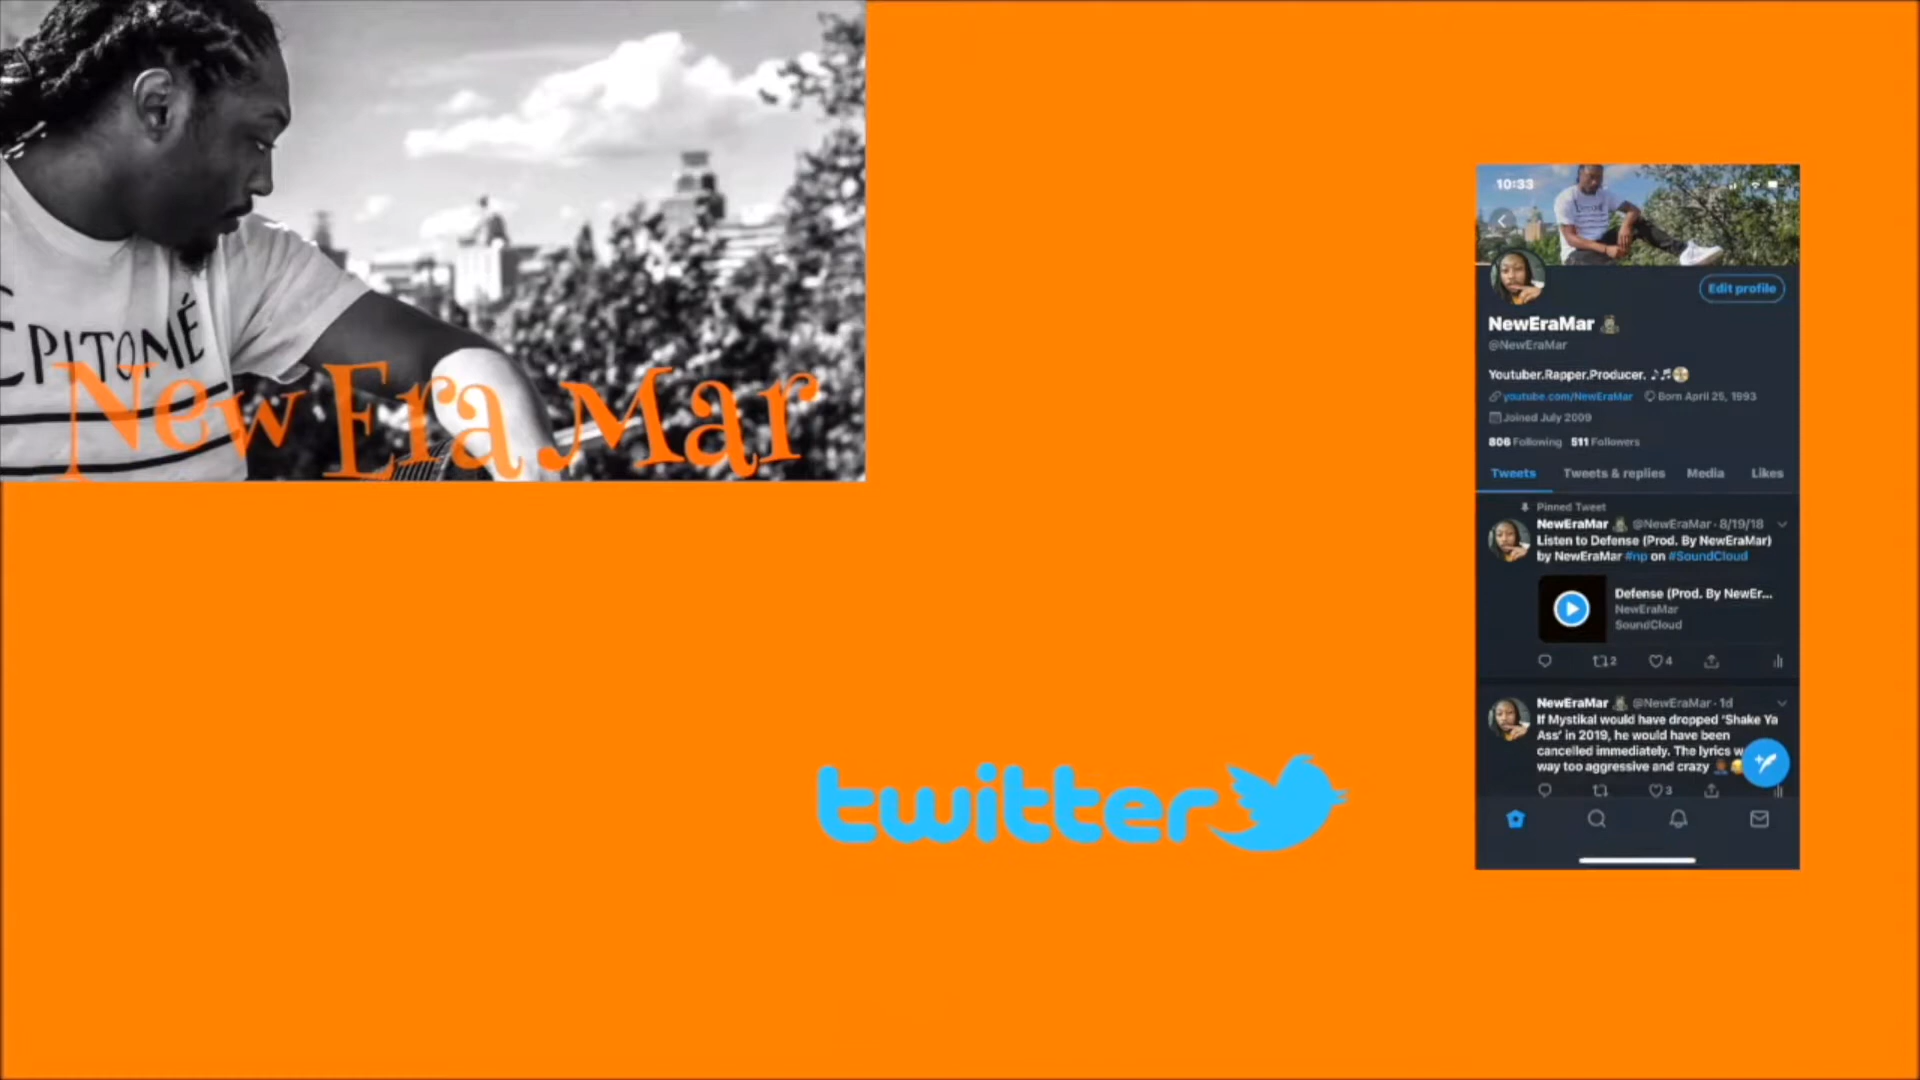 EPITOMÉ
New Era Mar
twitter
10:33
Edit profile
NewEraMar
@NewEraMar
Youtuber.Rapper.Producer.
youtube.com/NewEraMar Born April 25, 1993
Joined July 2009
806 Following 511 Followers
Tweets Tweets & replies Media Likes
Pinned Tweet
NewEraMar @NewEraMar · 8/19/18
Listen to Defense (Prod. By NewEraMar)
by NewEraMar #np on #SoundCloud
Defense (Prod. By NewEr...
NewEraMar
SoundCloud
2 4
NewEraMar @NewEraMar · 1d
If Mystikal would have dropped 'Shake Ya
Ass' in 2019, he would have been
cancelled immediately. The lyrics w
way too aggressive and crazy
3